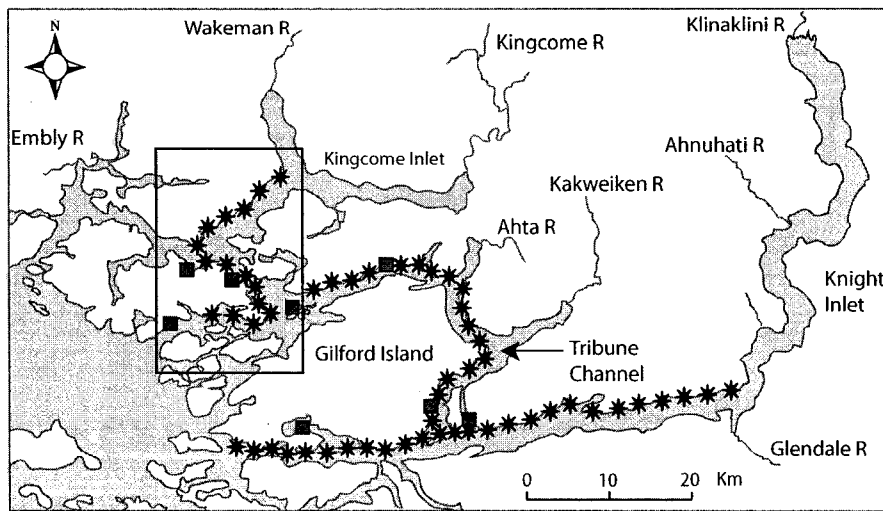 Wakeman R
Klinaklini R
N
Kingcome R
Embly R
Kingcome Inlet
Ahnuhati R
Kakweiken R
Ahta R
Knight
Inlet
Gilford Island
Tribune
Channel
Glendale R
0 10 20 Km